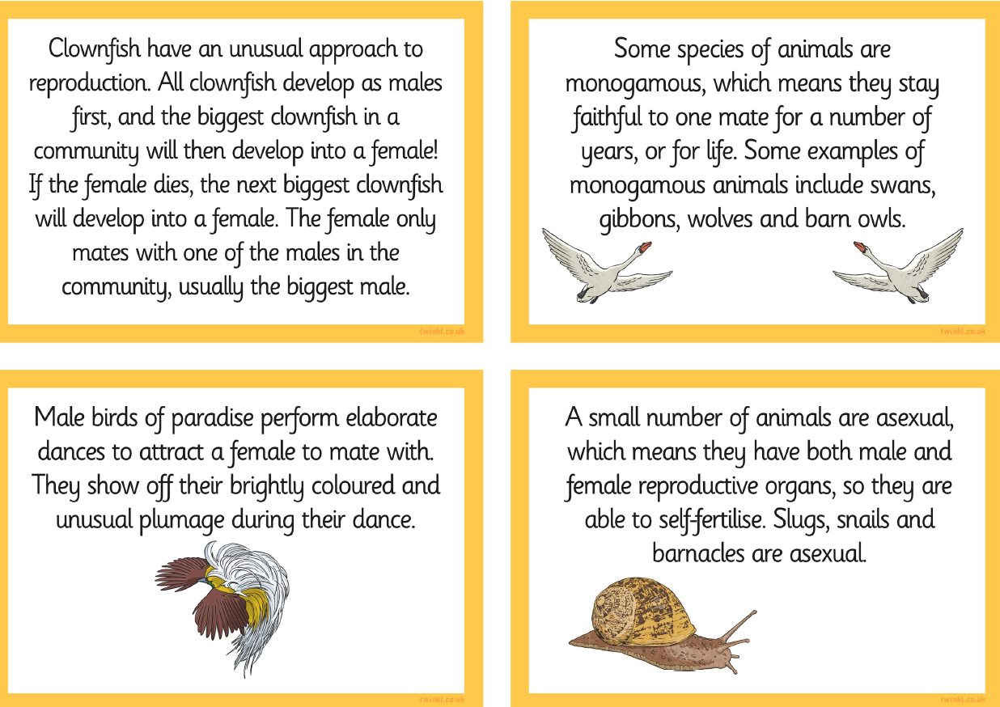 Clownfish have an unusual approach to
reproduction. All clownfish develop as males
first, and the biggest clownfish in a
community will then develop into a female!
If the female dies, the next biggest clownfish
will develop into a female. The female only
mates with one of the males in the
community, usually the biggest male.
twinkl.co.uk
Some species of animals are
monogamous, which means they stay
faithful to one mate for a number of
years, or for life. Some examples of
monogamous animals include swans,
gibbons, wolves and barn owls.
twinkl.co.uk
Male birds of paradise perform elaborate
dances to attract a female to mate with.
They show off their brightly coloured and
unusual plumage during their dance.
twinkl.co.uk
A small number of animals are asexual,
which means they have both male and
female reproductive organs, so they are
able to self-fertilise. Slugs, snails and
barnacles are asexual.
twinkl.co.uk